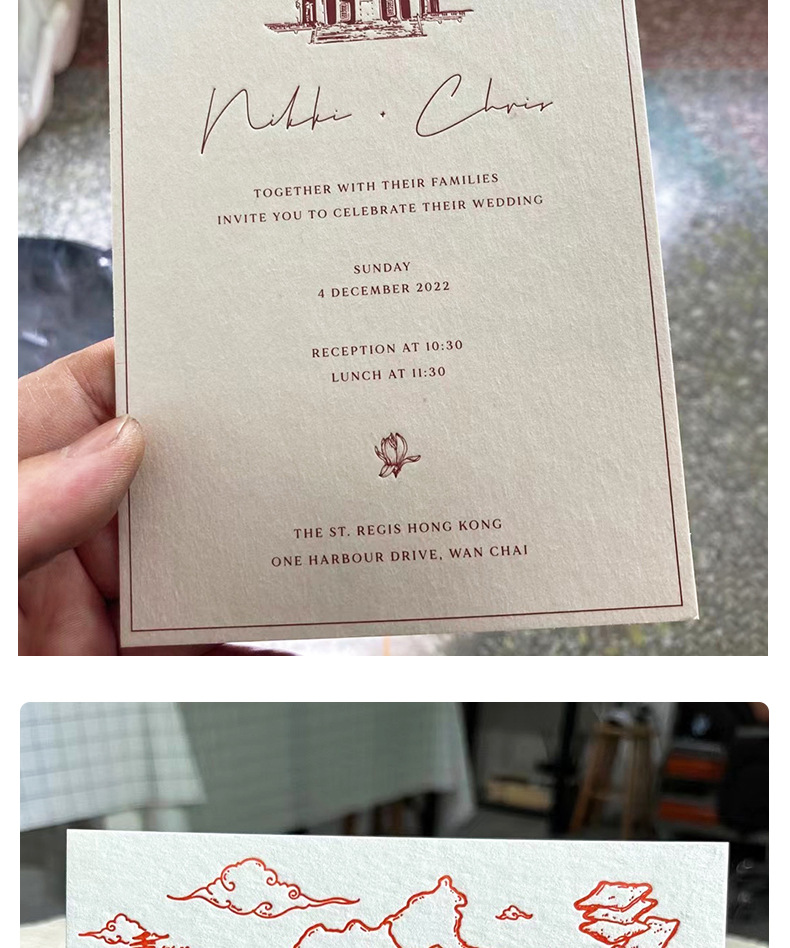 Nikki · Chris
TOGETHER WITH THEIR FAMILIES
INVITE YOU TO CELEBRATE THEIR WEDDING
SUNDAY
4 DECEMBER 2022
RECEPTION AT 10:30
LUNCH AT 11:30
THE ST. REGIS HONG KONG
ONE HARBOUR DRIVE, WAN CHAI